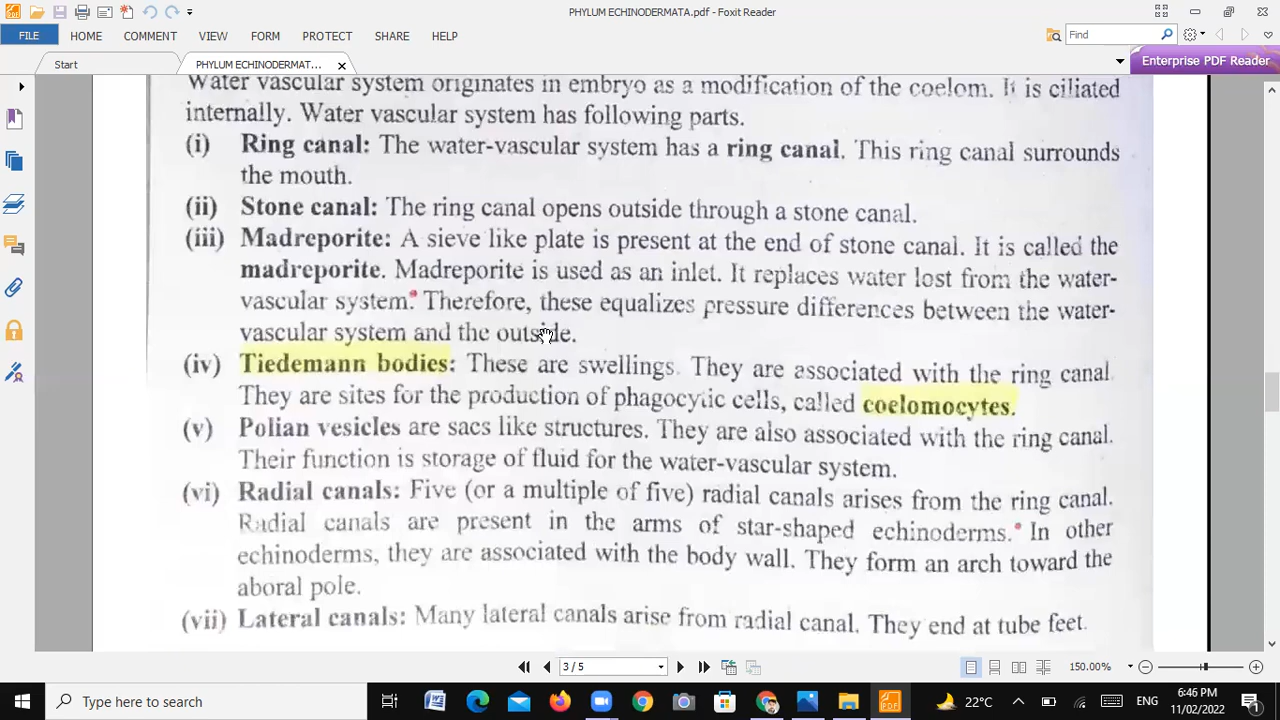 PHYLUM ECHINODERMATA.pdf - Foxit Reader
FILE HOME COMMENT VIEW FORM PROTECT SHARE HELP Find
Start PHYLUM ECHINODERMAT... Enterprise PDF Reader
Water vascular system originates in embryo as a modification of the coelom. It is ciliated
internally. Water vascular system has following parts.
(i) Ring canal: The water-vascular system has a ring canal. This ring canal surrounds
the mouth.
(ii) Stone canal: The ring canal opens outside through a stone canal.
(iii) Madreporite: A sieve like plate is present at the end of stone canal. It is called the
madreporite. Madreporite is used as an inlet. It replaces water lost from the water-
vascular system. Therefore, these equalizes pressure differences between the water-
vascular system and the outside.
(iv) Tiedemann bodies: These are swellings. They are associated with the ring canal
They are sites for the production of phagocytic cells, called coelomocytes.
(v) Polian vesicles are sacs like structures. They are also associated with the ring canal.
Their function is storage of fluid for the water-vascular system.
(vi) Radial canals: Five (or a multiple of five) radial canals arises from the ring canal.
Radial canals are present in the arms of star-shaped echinoderms. In other
echinoderms, they are associated with the body wall. They form an arch toward the
aboral pole.
(vii) Lateral canals: Many lateral canals arise from radial canal. They end at tube feet.
3 / 5 150.00%
Type here to search 22°C ENG 6:46 PM
11/02/2022